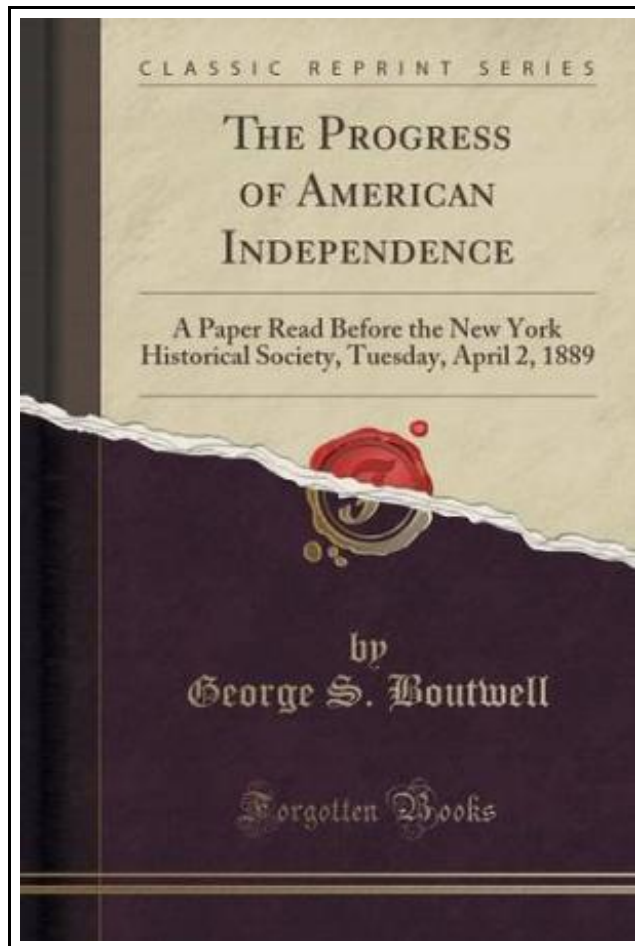 CLASSIC REPRINT SERIES
THE PROGRESS
OF AMERICAN
INDEPENDENCE
A Paper Read Before the New York
Historical Society, Tuesday, April 2, 1889
F
by
George S. Boutwell
Forgotten Books